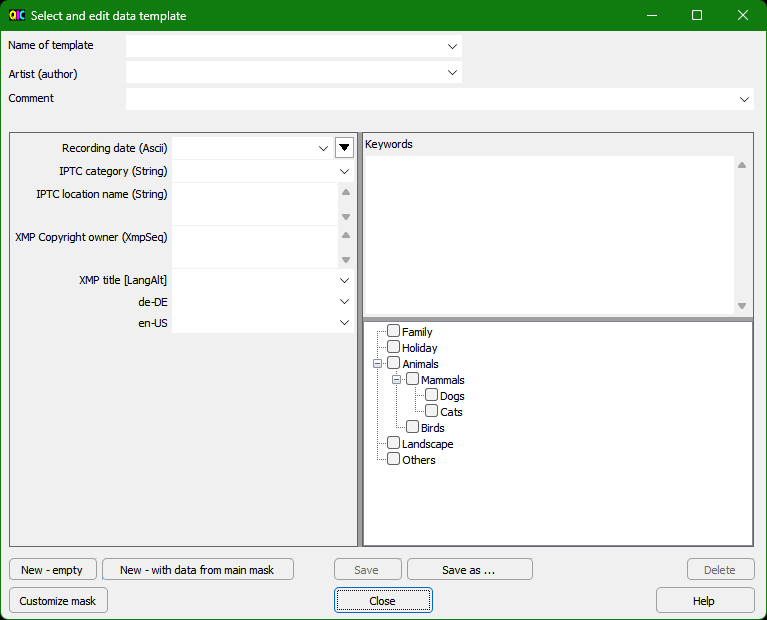 QIC Select and edit data template
Name of template
Artist (author)
Comment
Recording date (Ascii)
IPTC category (String)
IPTC location name (String)
XMP Copyright owner (XmpSeq)
XMP title [LangAlt]
de-DE
en-US
Keywords
Family
Holiday
Animals
Mammals
Dogs
Cats
Birds
Landscape
Others
New - empty
New - with data from main mask
Save
Save as ...
Delete
Customize mask
Close
Help